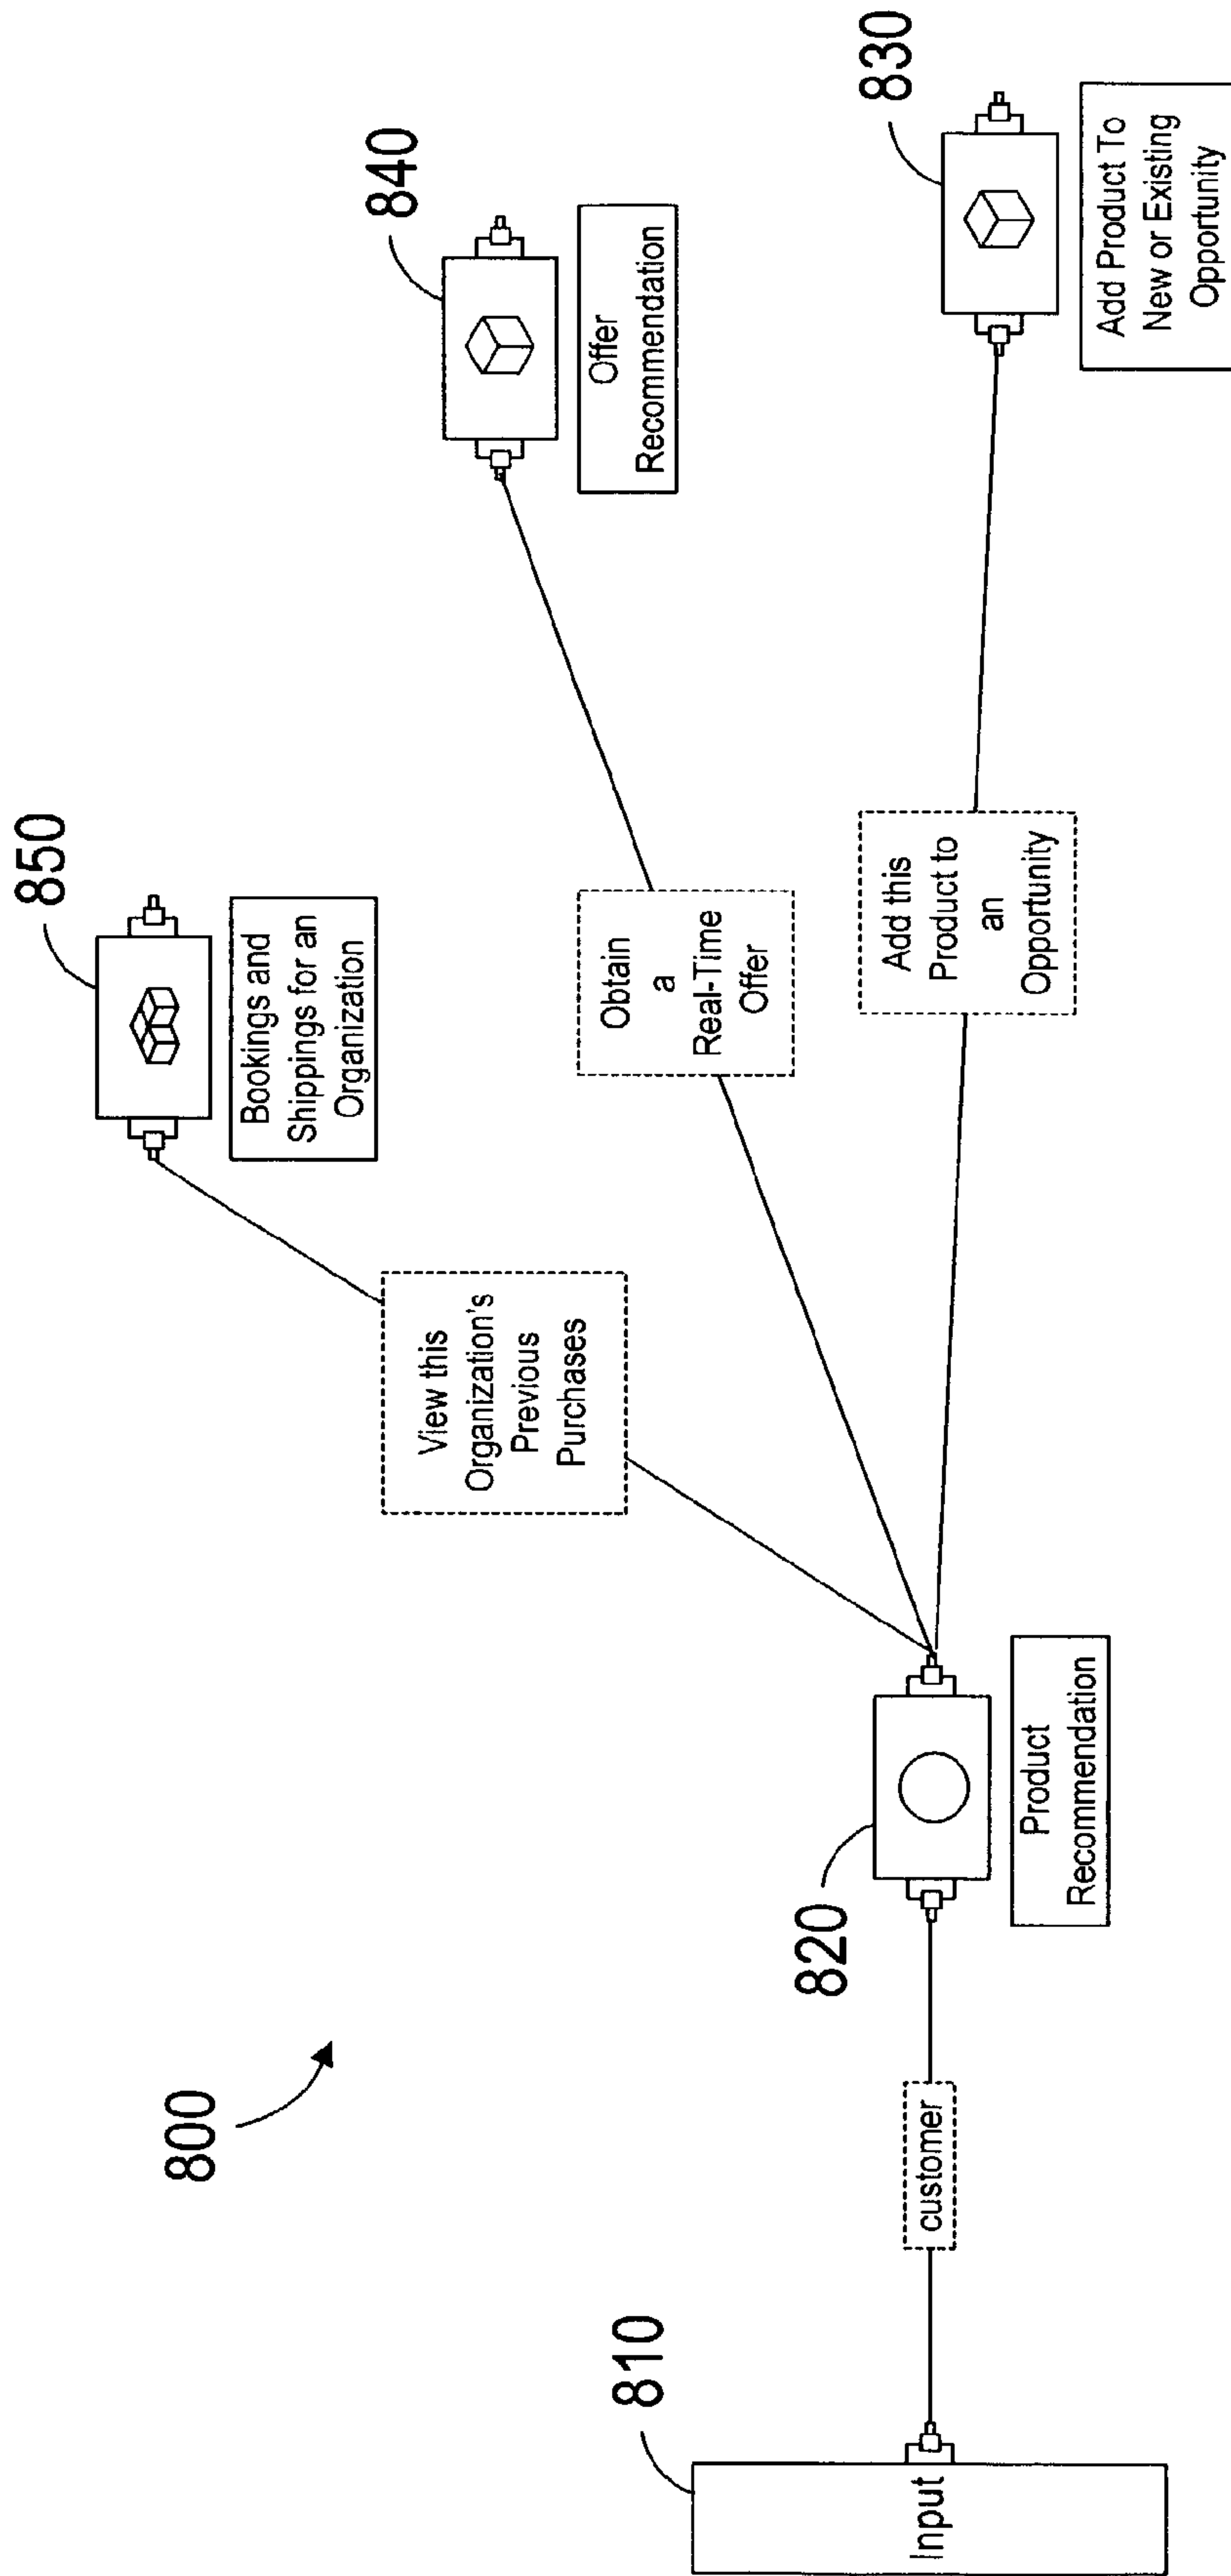 800
850
Bookings and
Shippings for an
Organization
View this
Organization's
Previous
Purchases
840
Offer
Recommendation
Obtain
a
Real-Time
Offer
810
Input
customer
820
Product
Recommendation
Add this
Product to
an
Opportunity
830
Add Product To
New or Existing
Opportunity